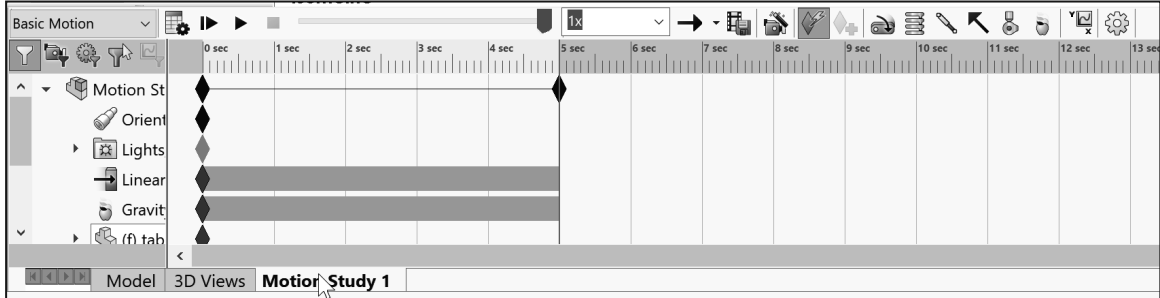 Basic Motion
1x
0 sec 1 sec 2 sec 3 sec 4 sec 5 sec 6 sec 7 sec 8 sec 9 sec 10 sec 11 sec 12 sec 13 sec
Motion St
Orient
Lights
Linear
Gravit
(f) tab
Model 3D Views Motion Study 1